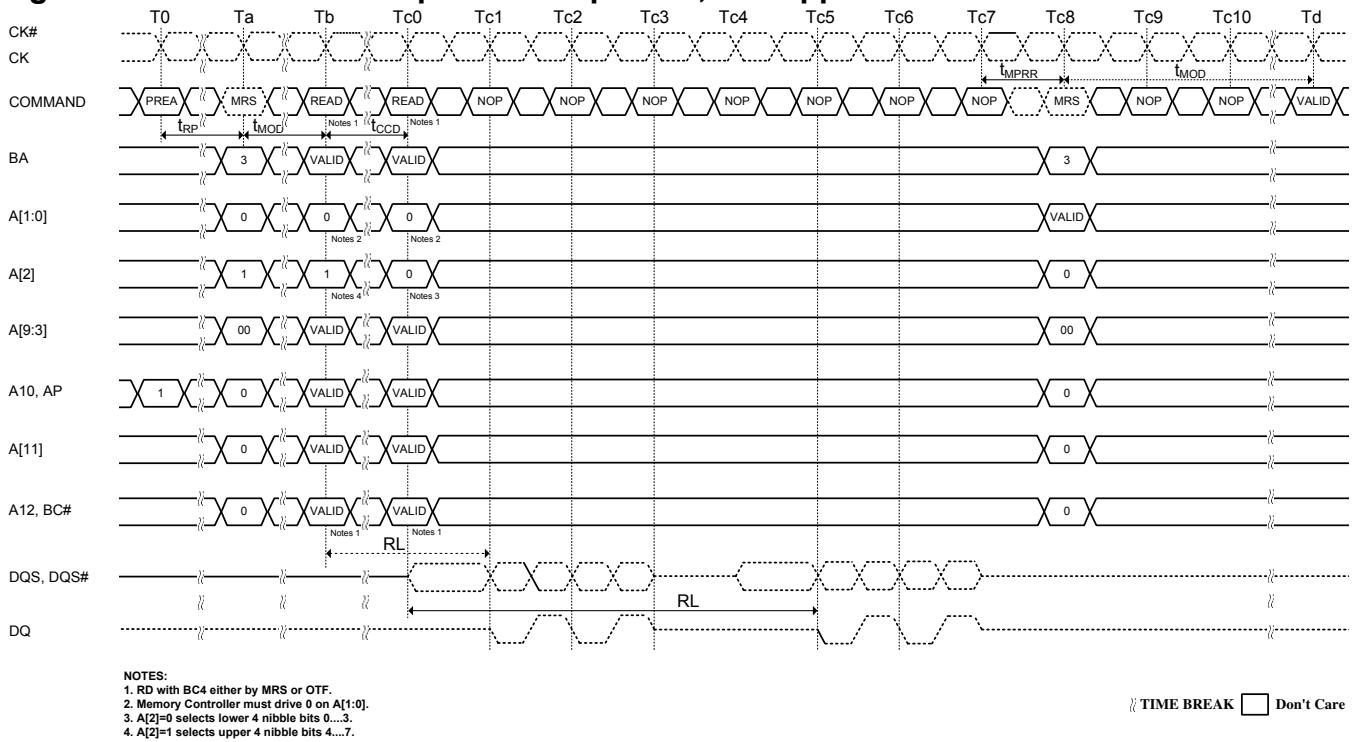 T0 Ta Tb Tc0 Tc1 Tc2 Tc3 Tc4 Tc5 Tc6 Tc7 Tc8 Tc9 Tc10 Td
CK#
CK
tMPRR tMOD
COMMAND PREA MRS READ READ NOP NOP NOP NOP NOP NOP NOP MRS NOP NOP VALID
Notes 1 Notes 1
tRP tMOD tCCD
BA 3 VALID VALID 3
A[1:0] 0 0 0 VALID
Notes 2 Notes 2
A[2] 1 1 0 0
Notes 4 Notes 3
A[9:3] 00 VALID VALID 00
A10, AP 1 0 VALID VALID 0
A[11] 0 VALID VALID 0
A12, BC# 0 VALID VALID 0
Notes 1 Notes 1
RL
DQS, DQS#
RL
DQ
NOTES:
1. RD with BC4 either by MRS or OTF.
2. Memory Controller must drive 0 on A[1:0].
3. A[2]=0 selects lower 4 nibble bits 0....3.
4. A[2]=1 selects upper 4 nibble bits 4....7.
TIME BREAK Don't Care